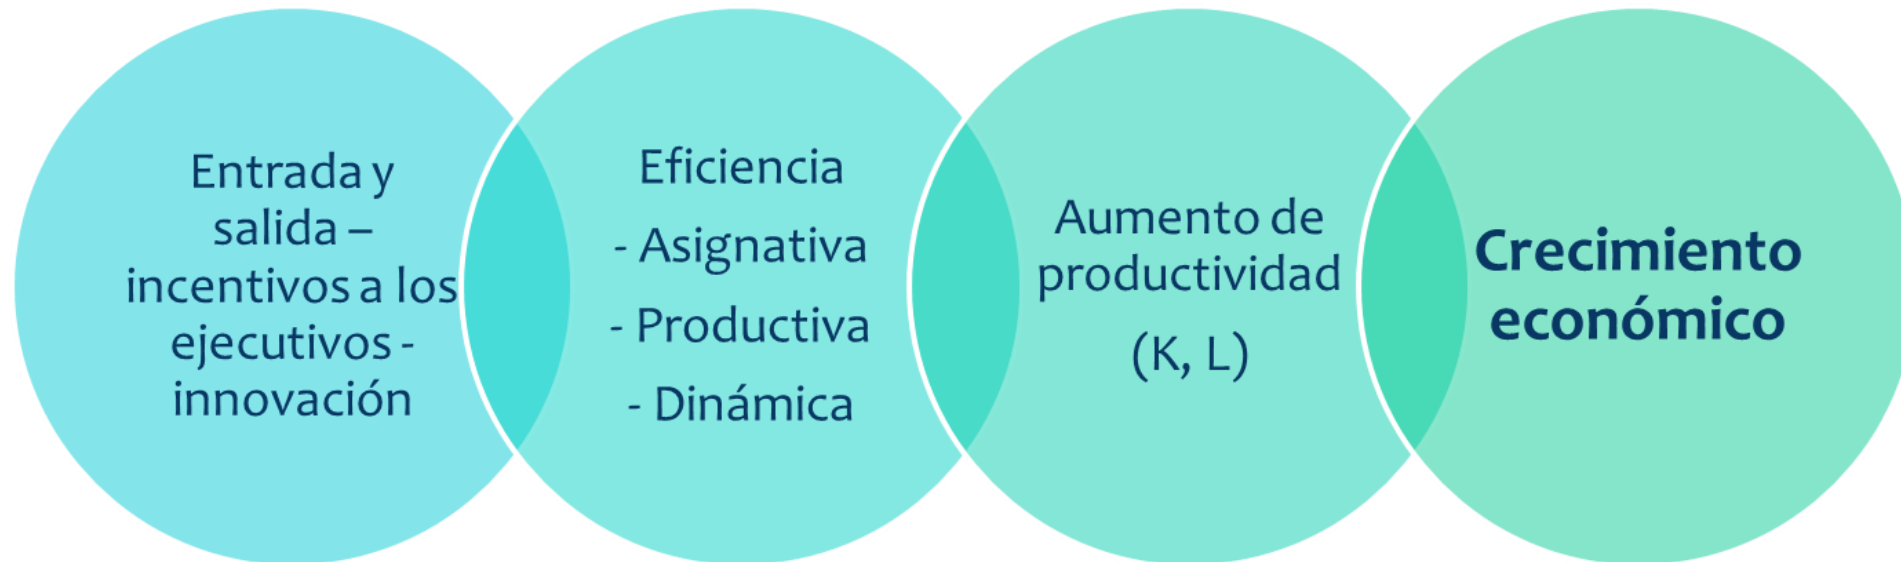 Entrada y
salida –
incentivos a los
ejecutivos -
innovación
Eficiencia
- Asignativa
- Productiva
- Dinámica
Aumento de
productividad
(K, L)
Crecimiento
económico